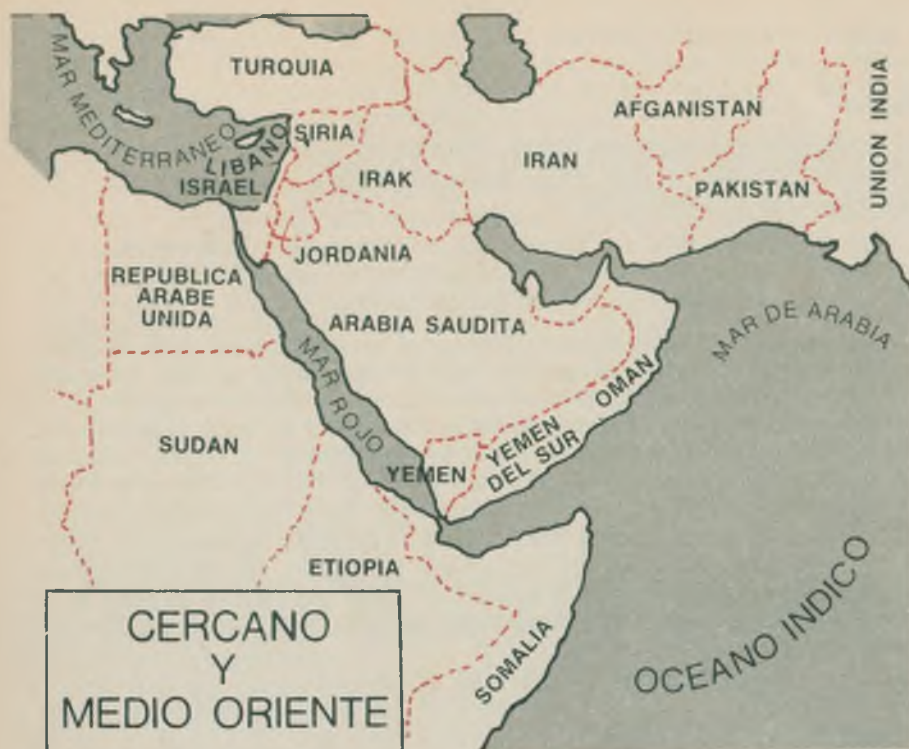 MAR MEDITERRANEO
TURQUIA
SIRIA
LIBANO
ISRAEL
IRAK
IRAN
AFGANISTAN
PAKISTAN
UNION INDIA
JORDANIA
REPUBLICA
ARABE
UNIDA
ARABIA SAUDITA
MAR ROJO
MAR DE ARABIA
OMAN
SUDAN
YEMEN
YEMEN
DEL SUR
ETIOPIA
SOMALIA
OCEANO INDICO
CERCANO
Y
MEDIO ORIENTE